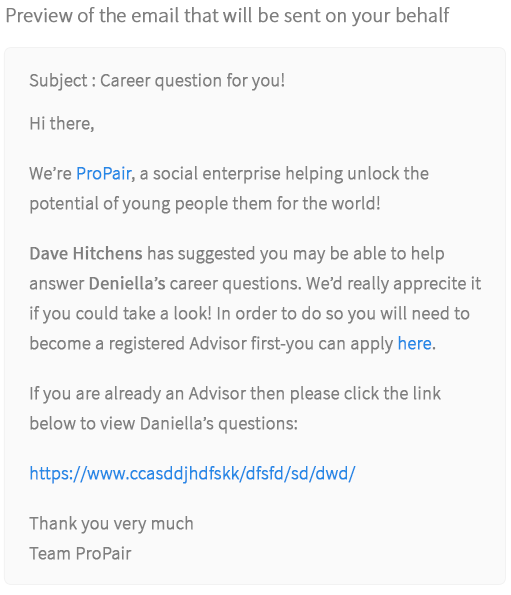 Preview of the email that will be sent on your behalf
Subject : Career question for you!
Hi there,
We're ProPair, a social enterprise helping unlock the
potential of young people them for the world!
Dave Hitchens has suggested you may be able to help
answer Deniella's career questions. We'd really apprecite it
if you could take a look! In order to do so you will need to
become a registered Advisor first-you can apply here.
If you are already an Advisor then please click the link
below to view Daniella's questions:
https://www.ccasddjhdfskk/dfsfd/sd/dwd/
Thank you very much
Team ProPair